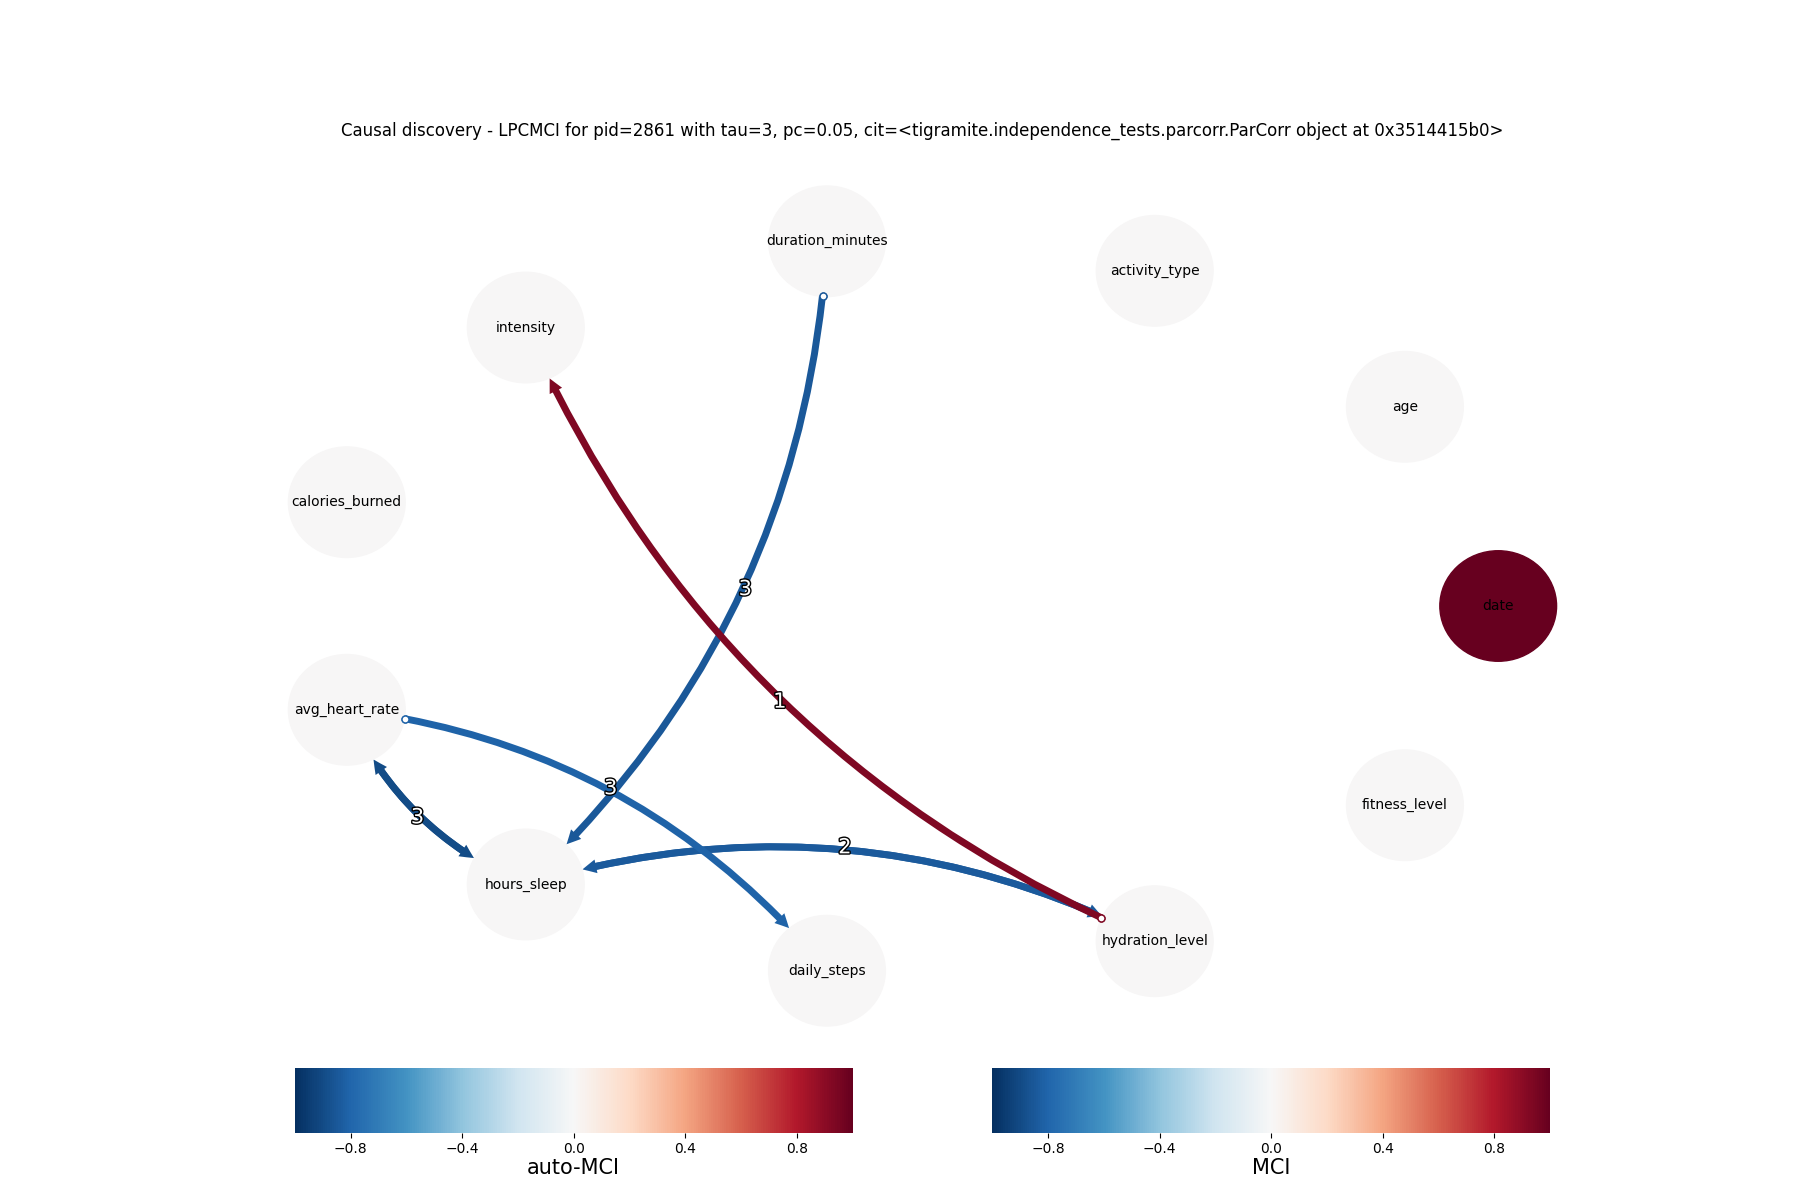 Causal discovery - LPCMCI for pid=2861 with tau=3, pc=0.05, cit=<tigramite.independence_tests.parcorr.ParCorr object at 0x3514415b0>
duration_minutes
activity_type
intensity
age
calories_burned
3
date
1
avg_heart_rate
3
3
fitness_level
2
hours_sleep
hydration_level
daily_steps
−0.8 −0.4 0.0 0.4 0.8
auto-MCI
−0.8 −0.4 0.0 0.4 0.8
MCI